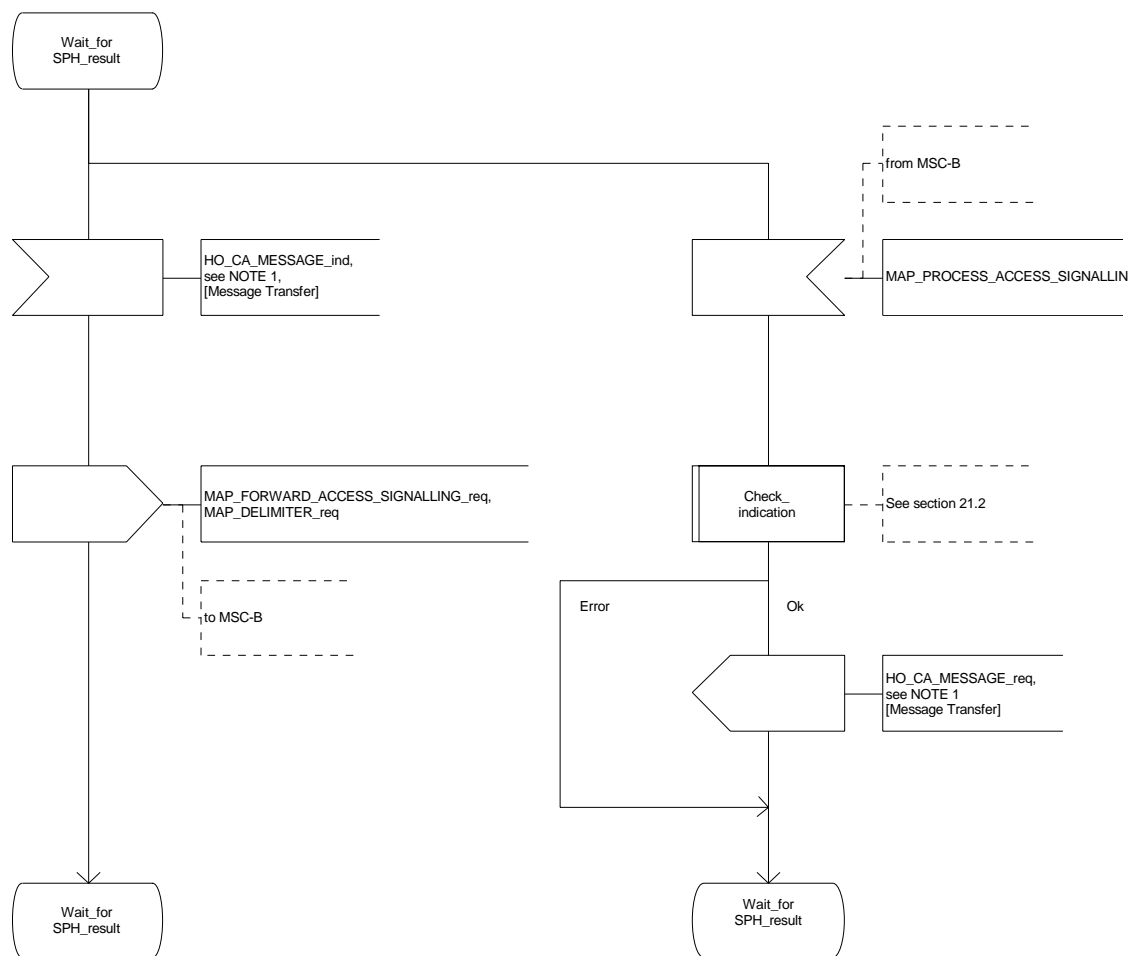 Wait_for
SPH_result
from MSC-B
HO_CA_MESSAGE_ind,
see NOTE 1,
[Message Transfer]
MAP_PROCESS_ACCESS_SIGNALLIN
MAP_FORWARD_ACCESS_SIGNALLING_req,
MAP_DELIMITER_req
Check_
indication
See section 21.2
to MSC-B
Error
Ok
HO_CA_MESSAGE_req,
see NOTE 1
[Message Transfer]
Wait_for
SPH_result
Wait_for
SPH_result